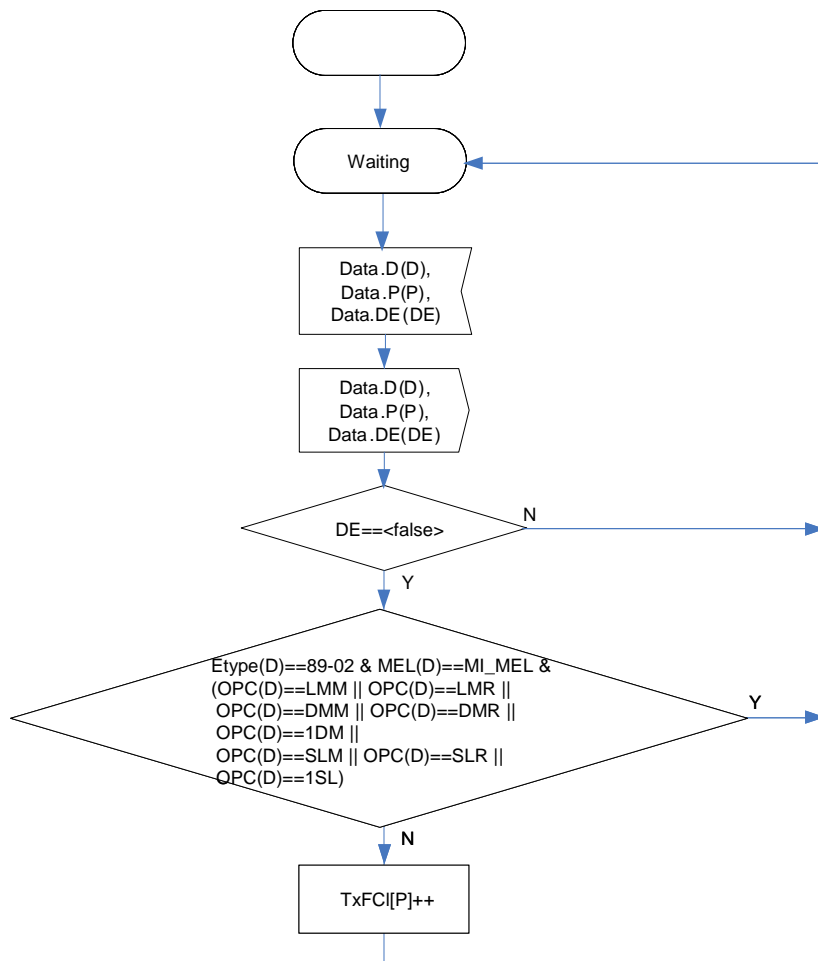 Waiting
Data.D(D),
Data.P(P),
Data.DE(DE)
Data.D(D),
Data.P(P),
Data.DE(DE)
DE==<false>
N
Y
Etype(D)==89-02 & MEL(D)==MI_MEL &
(OPC(D)==LMM || OPC(D)==LMR ||
OPC(D)==DMM || OPC(D)==DMR ||
OPC(D)==1DM ||
OPC(D)==SLM || OPC(D)==SLR ||
OPC(D)==1SL)
Y
N
TxFCl[P]++